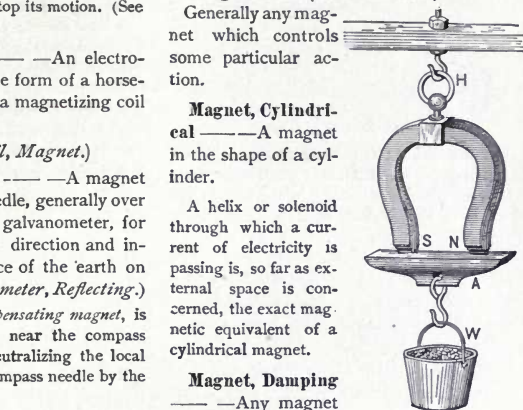 top its motion. (See
— —An electro-
e form of a horse-
a magnetizing coil
l, Magnet.)
— —A magnet
edle, generally over
galvanometer, for
direction and in-
ce of the earth on
meter, Reflecting.)
pensating magnet, is
near the compass
eutralizing the local
mpass needle by the
Generally any mag-
net which controls
some particular ac-
tion.
Magnet, Cylindri-
cal ——A magnet
in the shape of a cyl-
inder.
A helix or solenoid
through which a cur-
rent of electricity is
passing is, so far as ex-
ternal space is con-
cerned, the exact mag-
netic equivalent of a
cylindrical magnet.
Magnet, Damping
— —Any magnet
H
S N
A
W